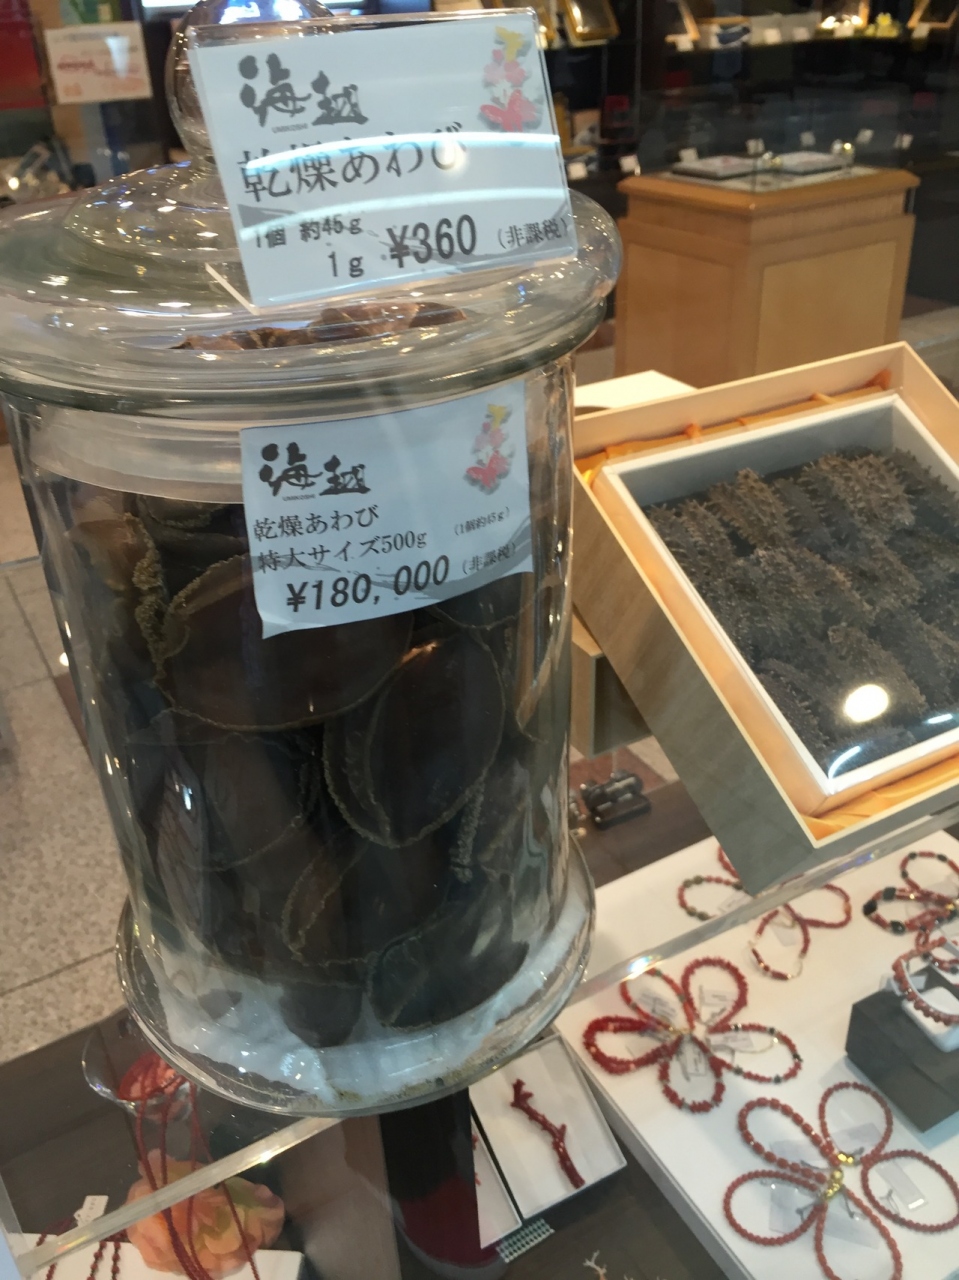 海越
UMIKOSHI
乾燥あわび
1個 約45g
1g ¥360 (非課税)
海越
UMIKOSHI
乾燥あわび
特大サイズ500g (1個約45g)
¥180,000 (非課税)